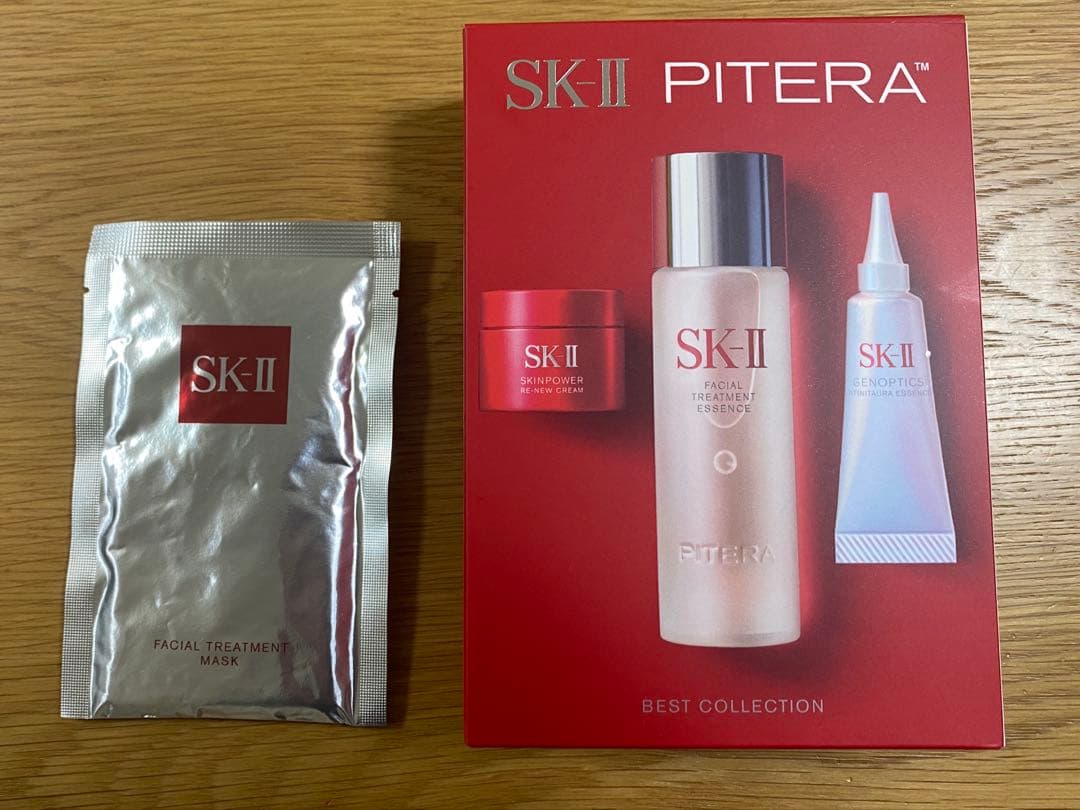 SK-II
FACIAL TREATMENT
MASK
SK-II PITERA™
SK-II
SKINPOWER
RE-NEW CREAM
SK-II
FACIAL
TREATMENT
ESSENCE
PITERA
SK-II
GENOPTICS
ESSENCE
BEST COLLECTION